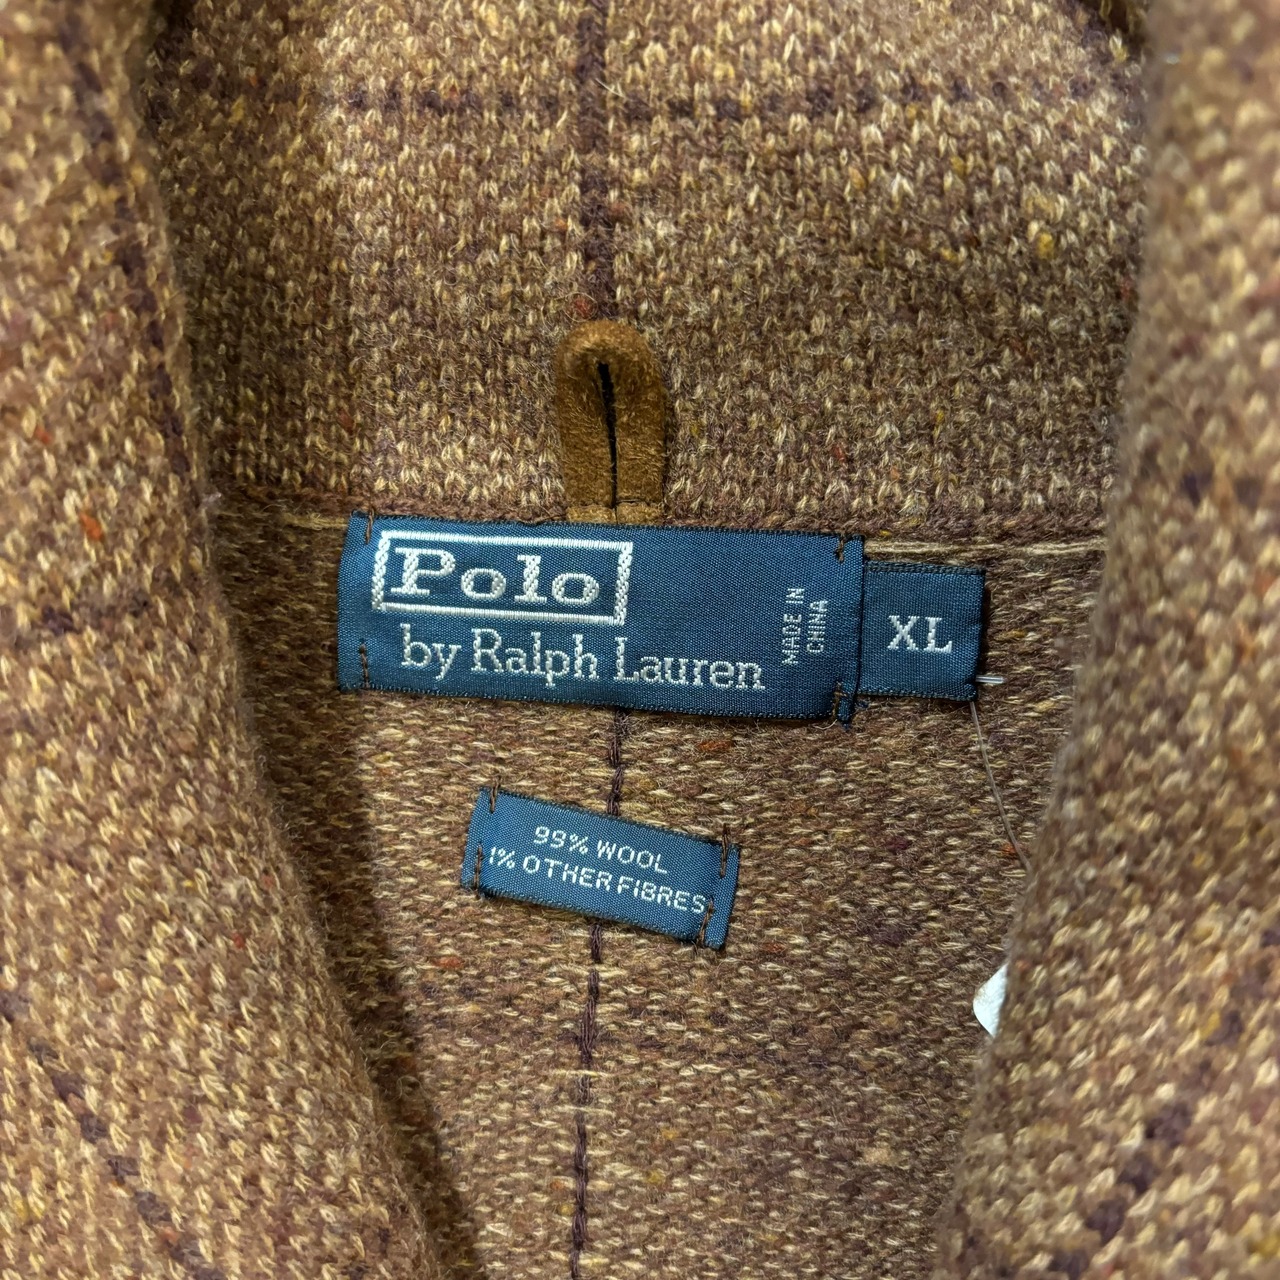 Polo
by Ralph Lauren
MADE IN
CHINA
XL
99% WOOL
1% OTHER FIBRES